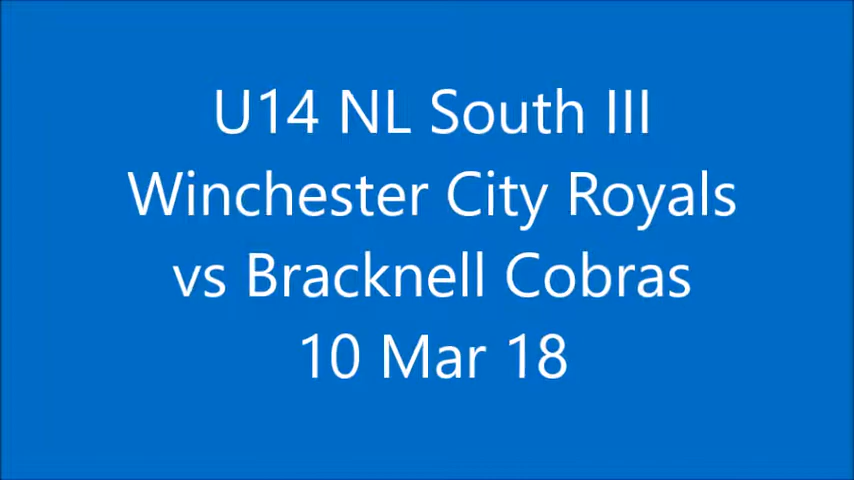 U14 NL South III
Winchester City Royals
vs Bracknell Cobras
10 Mar 18